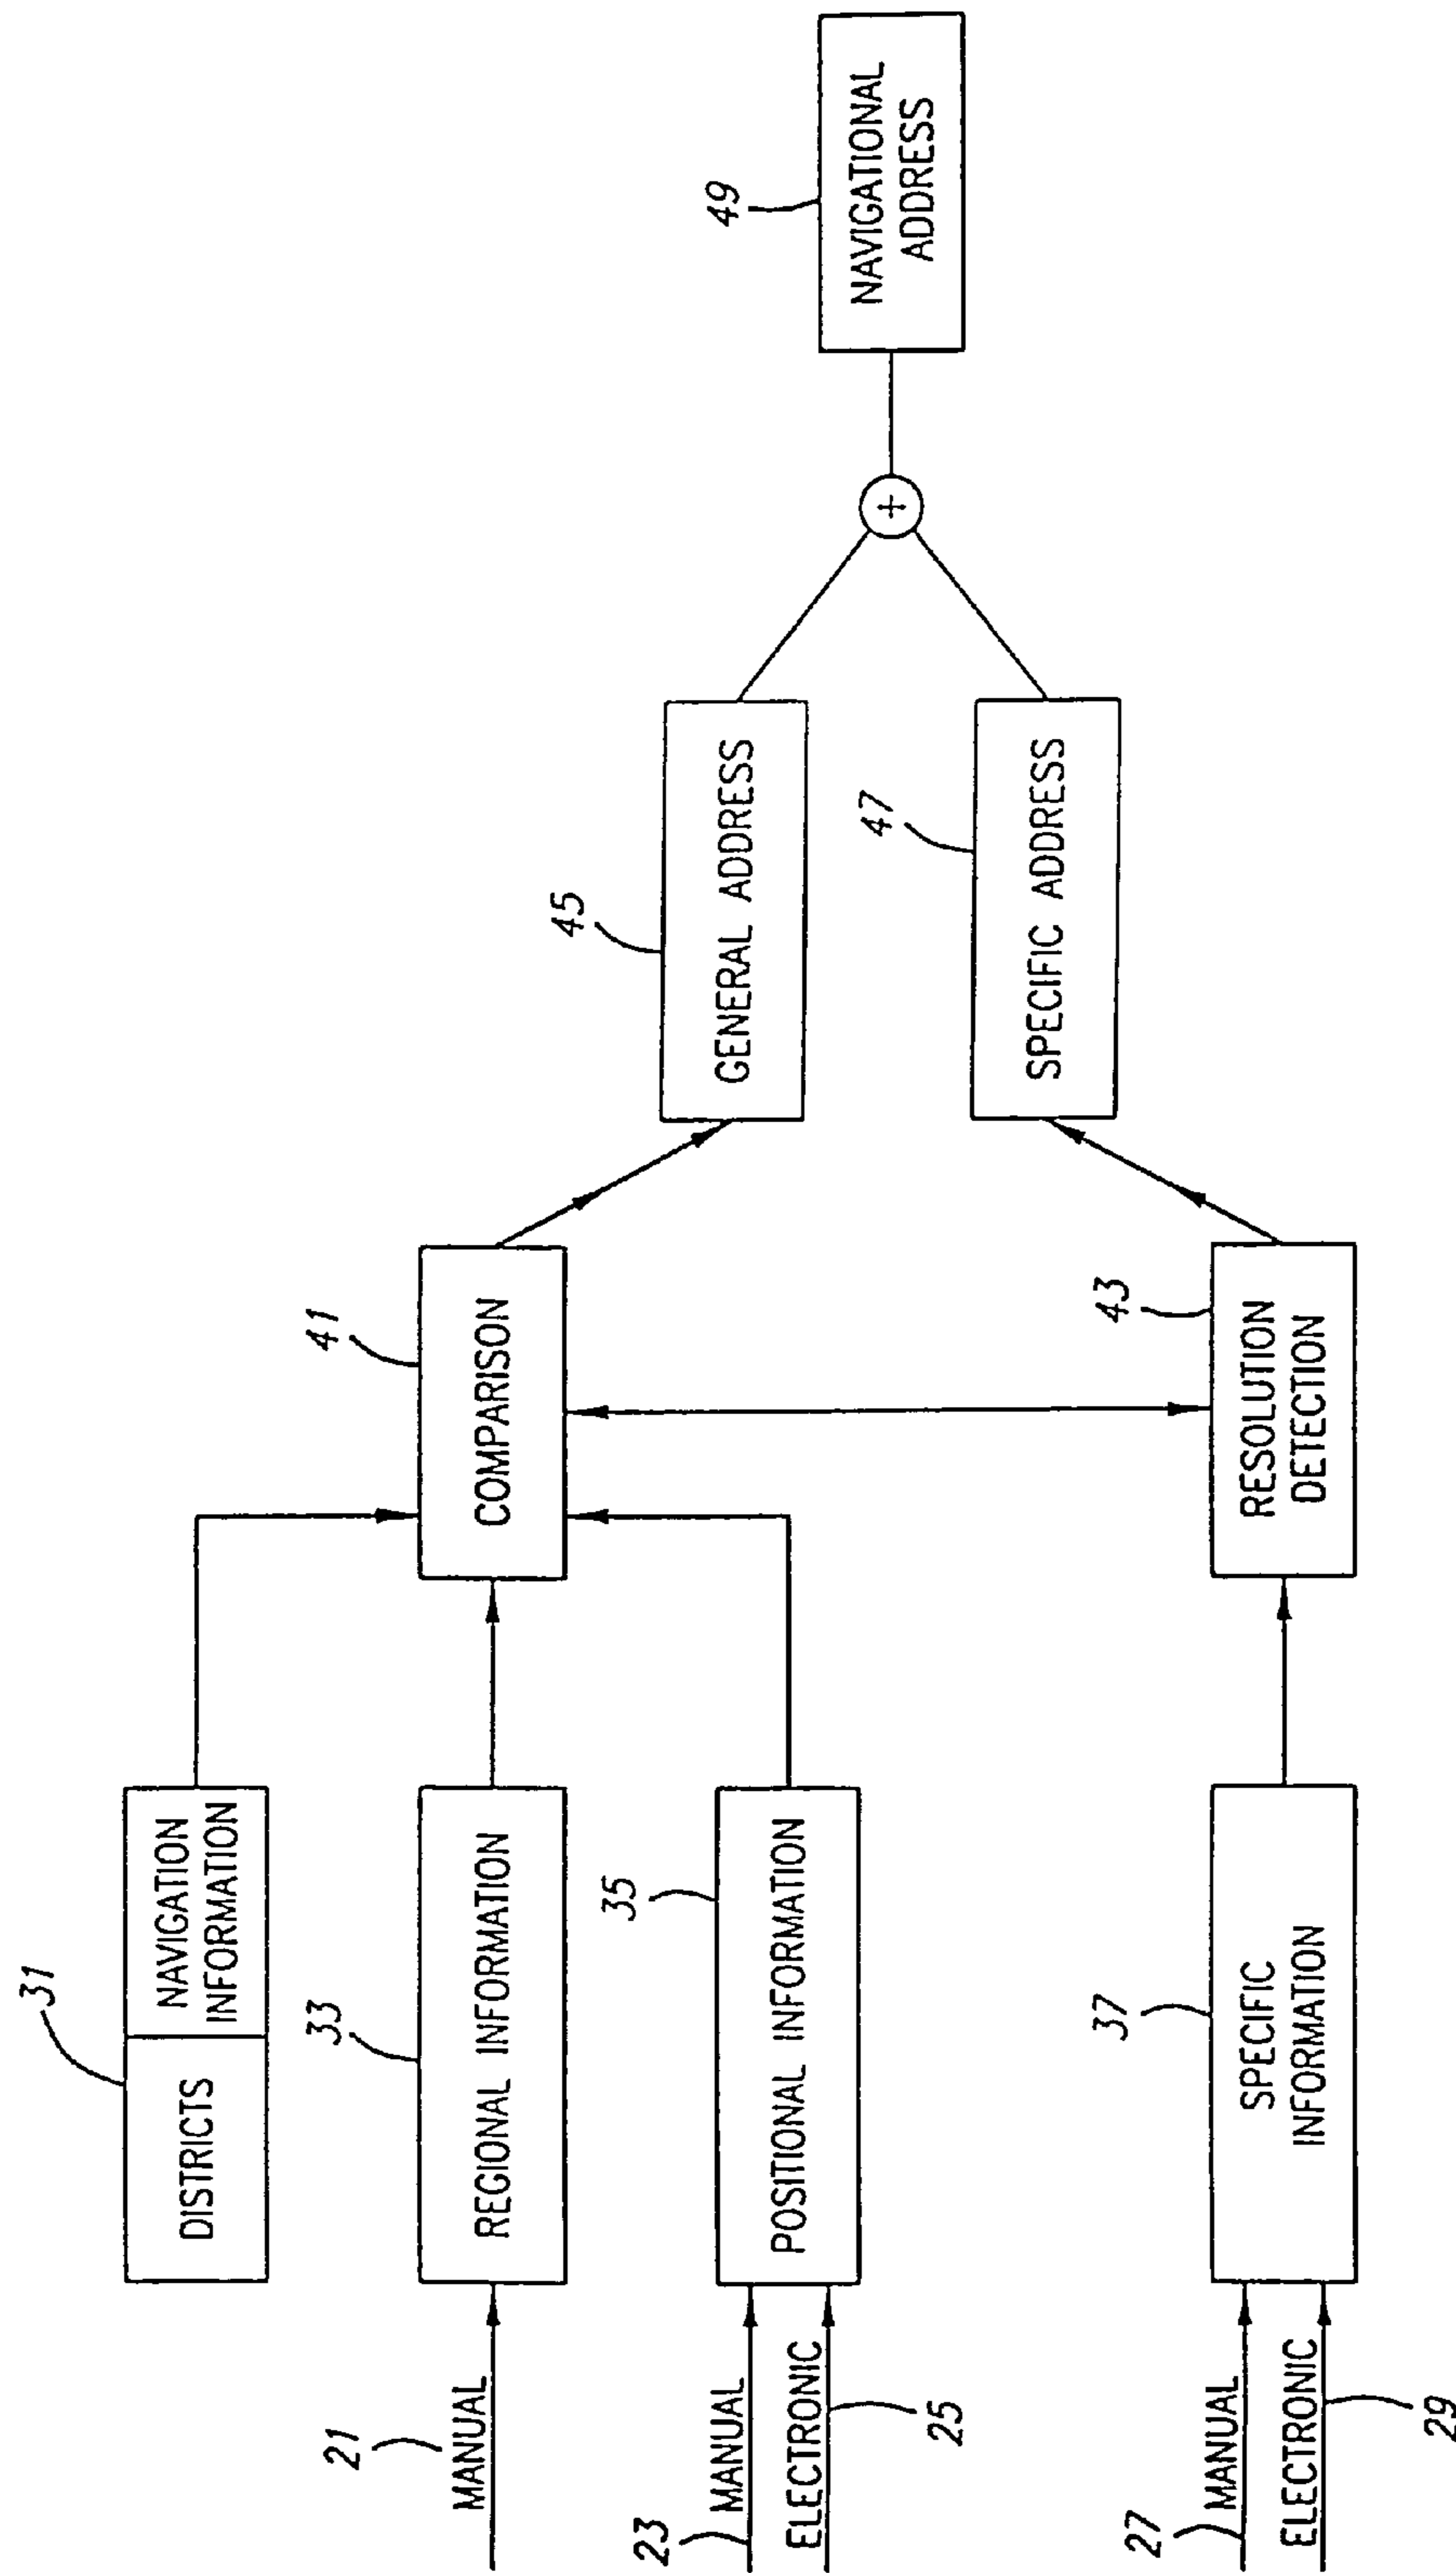 31
DISTRICTS
NAVIGATION
INFORMATION
21
MANUAL
33
REGIONAL INFORMATION
41
COMPARISON
23
MANUAL
ELECTRONIC
25
35
POSITIONAL INFORMATION
45
GENERAL ADDRESS
49
NAVIGATIONAL
ADDRESS
+
47
SPECIFIC ADDRESS
27
MANUAL
ELECTRONIC
29
37
SPECIFIC
INFORMATION
43
RESOLUTION
DETECTION